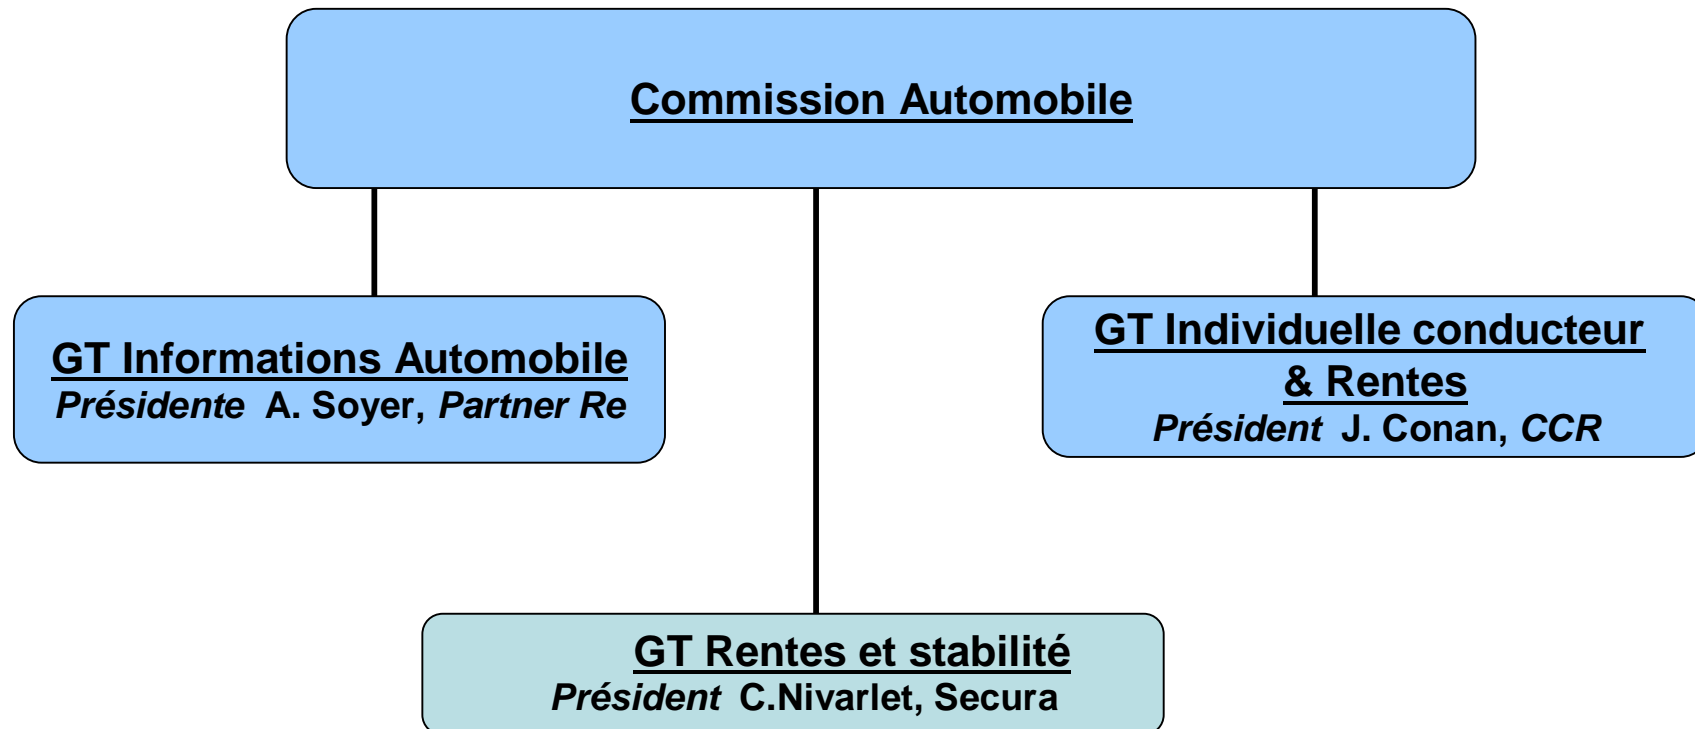 Commission Automobile
GT Informations Automobile
Présidente A. Soyer, Partner Re
GT Individuelle conducteur
& Rentes
Président J. Conan, CCR
GT Rentes et stabilité
Président C.Nivarlet, Secura